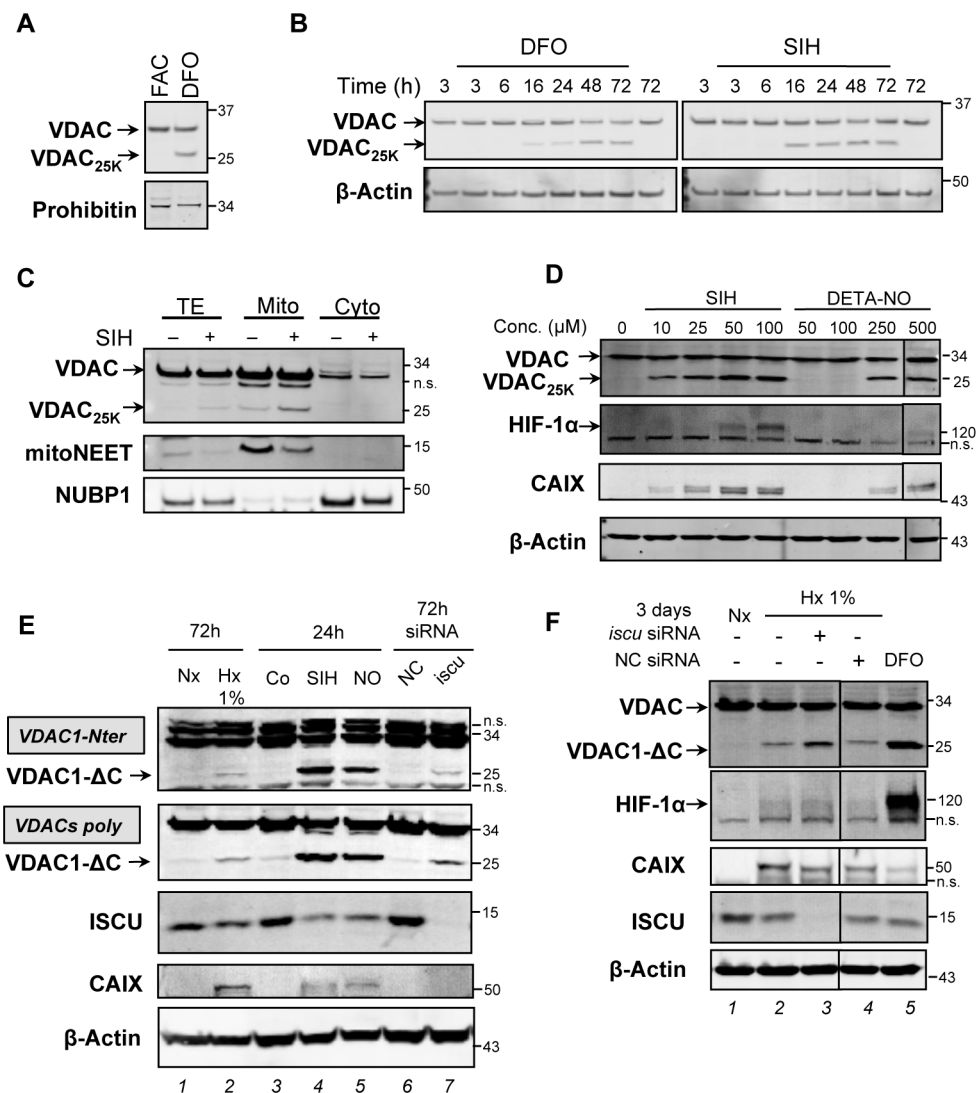 A
FAC
DFO
37
VDAC
VDAC25K
25
Prohibitin
34
B
DFO
SIH
Time (h) 3 3 6 16 24 48 72 72 3 3 6 16 24 48 72 72
37
VDAC
VDAC25K
β-Actin
50
C
TE Mito Cyto
SIH – + – + – +
VDAC
34
n.s.
VDAC25K
25
mitoNEET
15
NUBP1
50
D
SIH DETA-NO
Conc. (µM) 0 10 25 50 100 50 100 250 500
VDAC
34
VDAC25K
25
HIF-1α
120
n.s.
CAIX
43
β-Actin
43
E
72h 24h 72h siRNA
Nx Hx 1% Co SIH NO NC iscu
VDAC1-Nter
n.s.
34
VDAC1-ΔC
25
n.s.
VDACs poly
34
VDAC1-ΔC
25
ISCU
15
CAIX
50
β-Actin
43
1 2 3 4 5 6 7
F
3 days Nx Hx 1%
iscu siRNA - - + -
NC siRNA - - - + DFO
VDAC
34
VDAC1-ΔC
25
HIF-1α
120
n.s.
CAIX
50
n.s.
ISCU
15
β-Actin
43
1 2 3 4 5